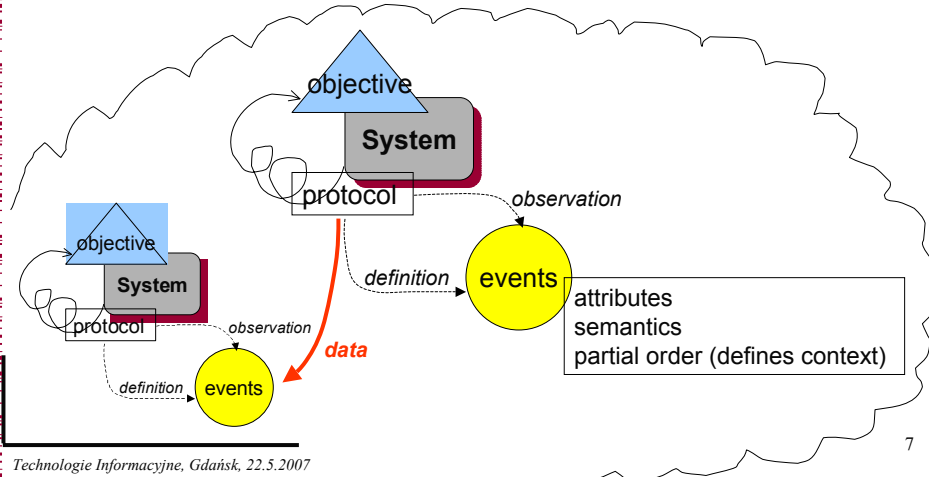 objective
System
protocol
observation
definition
events
attributes
semantics
partial order (defines context)
objective
System
protocol
observation
definition
events
data
Technologie Informacyjne, Gdańsk, 22.5.2007
7